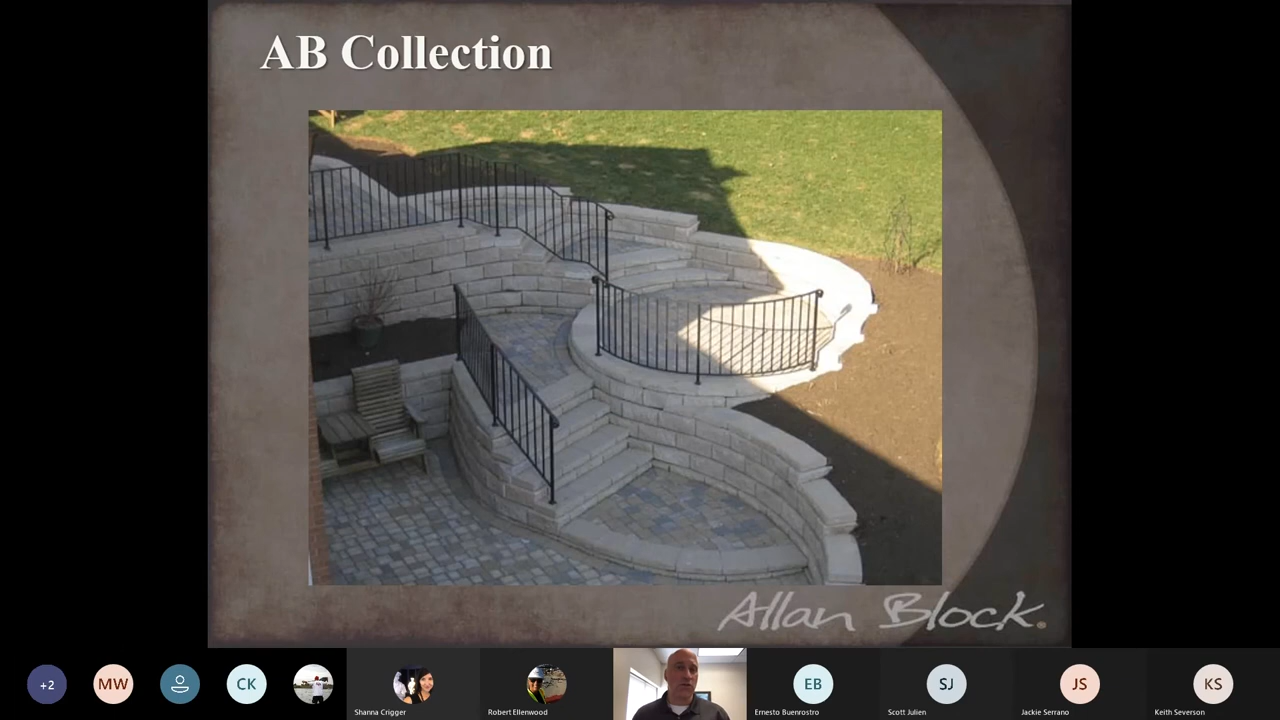 AB Collection
Allan Block.
+2
MW
CK
EB
SJ
JS
KS
Shanna Crigger
Robert Ellenwood
Ernesto Buenrostro
Scott Julien
Jackie Serrano
Keith Severson